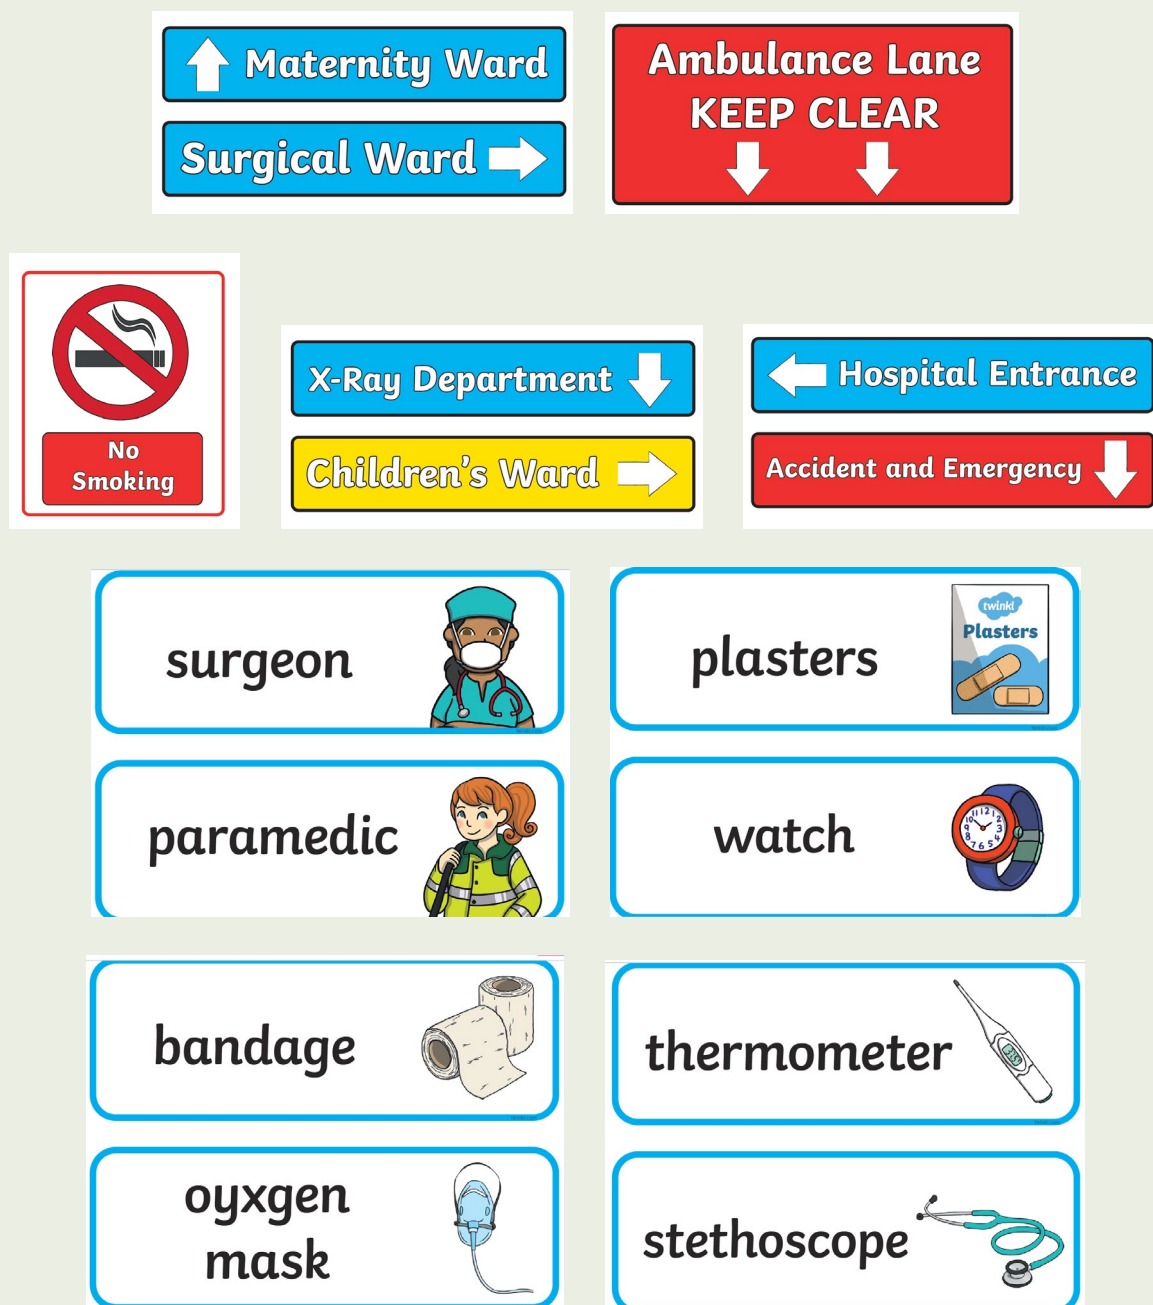 Maternity Ward
Surgical Ward
Ambulance Lane
KEEP CLEAR
No
Smoking
X-Ray Department
Children's Ward
Hospital Entrance
Accident and Emergency
surgeon
paramedic
twinkl
Plasters
plasters
watch
bandage
oyxgen
mask
thermometer
stethoscope